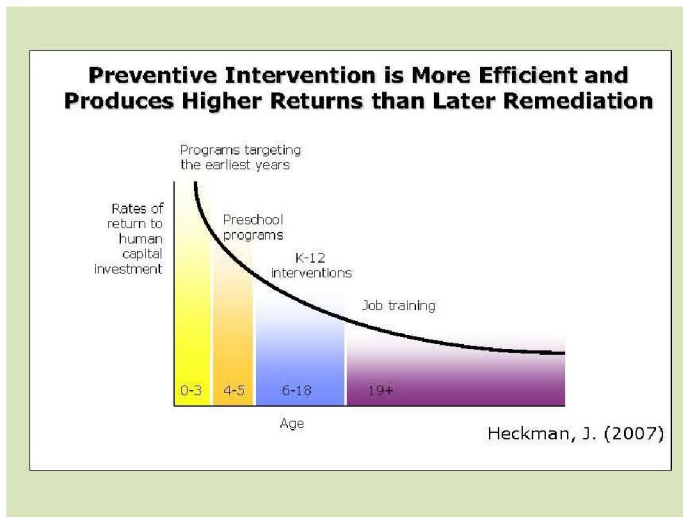 Preventive Intervention is More Efficient and
Produces Higher Returns than Later Remediation
Programs targeting
the earliest years
Rates of
return to
human
capital
investment
Preschool
programs
K-12
interventions
Job training
0-3
4-5
6-18
19+
Age
Heckman, J. (2007)